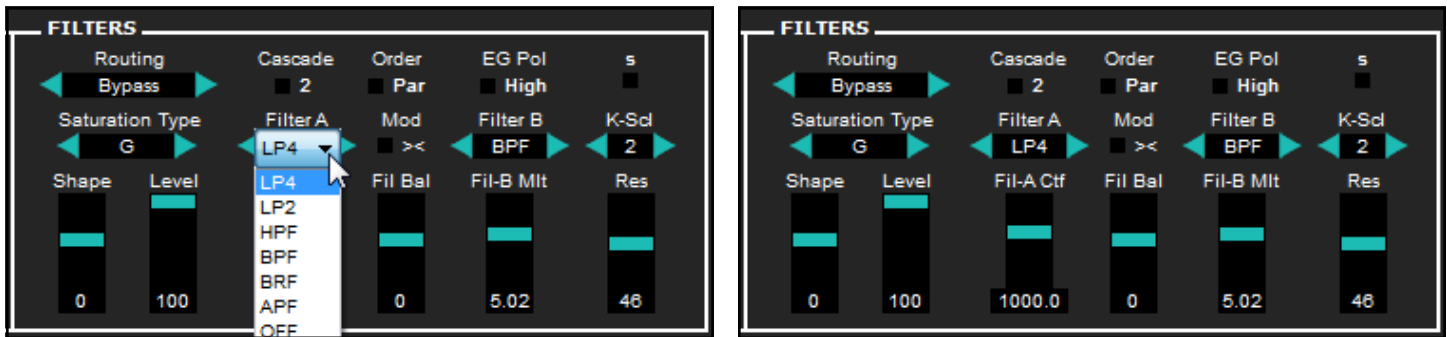 FILTERS
Routing Cascade Order EG Pol s
Bypass 2 Par High
Saturation Type Filter A Mod Filter B K-Scl
G LP4 >< BPF 2
Shape Level LP4 Fil Bal Fil-B Mlt Res
LP2
HPF
BPF
BRF
0 100 APF 0 5.02 46
OFF
FILTERS
Routing Cascade Order EG Pol s
Bypass 2 Par High
Saturation Type Filter A Mod Filter B K-Scl
G LP4 >< BPF 2
Shape Level Fil-A Ctf Fil Bal Fil-B Mlt Res
0 100 1000.0 0 5.02 46